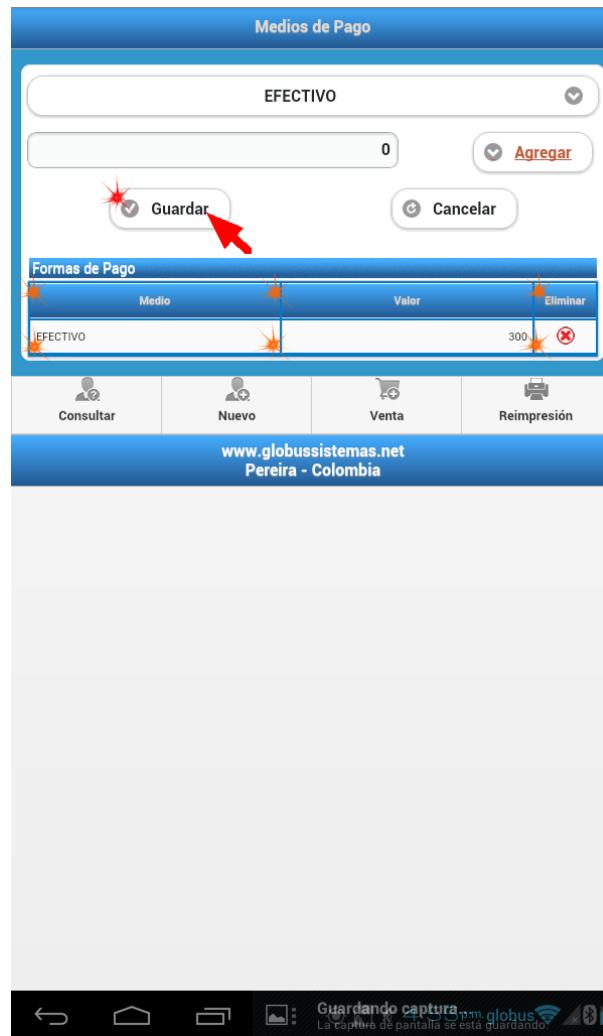 Medios de Pago
EFECTIVO
0
Agregar
Guardar
Cancelar
Formas de Pago
Medio Valor Eliminar
EFECTIVO 300
Consultar Nuevo Venta Reimpresión
www.globussistemas.net
Pereira - Colombia
Guardando captura... globus
La captura de pantalla se está guardando.